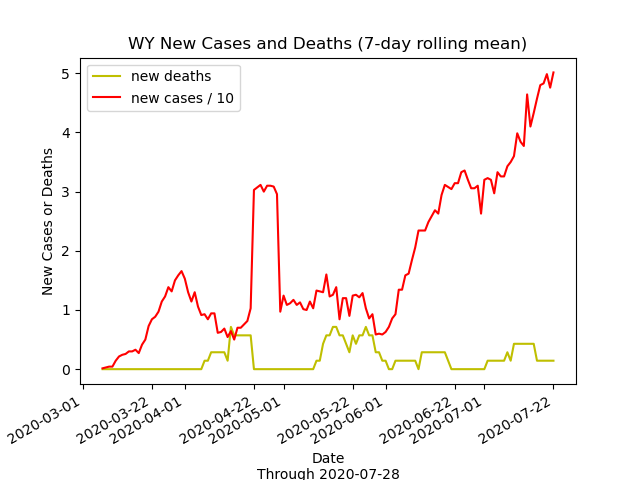 WY New Cases and Deaths (7-day rolling mean)
new deaths
new cases / 10
New Cases or Deaths
5
4
3
2
1
0
2020-03-01
2020-03-22
2020-04-01
2020-04-22
2020-05-01
2020-05-22
2020-06-01
2020-06-22
2020-07-01
2020-07-22
Date
Through 2020-07-28